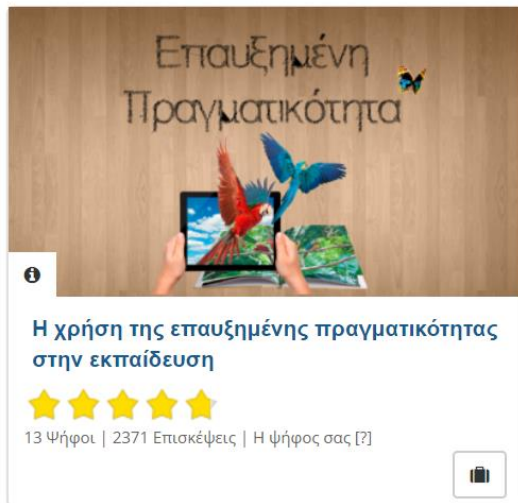 Επαυξημένη
Πραγματικότητα
Η χρήση της επαυξημένης πραγματικότητας
στην εκπαίδευση
13 Ψήφοι | 2371 Επισκέψεις | Η ψήφος σας [?]